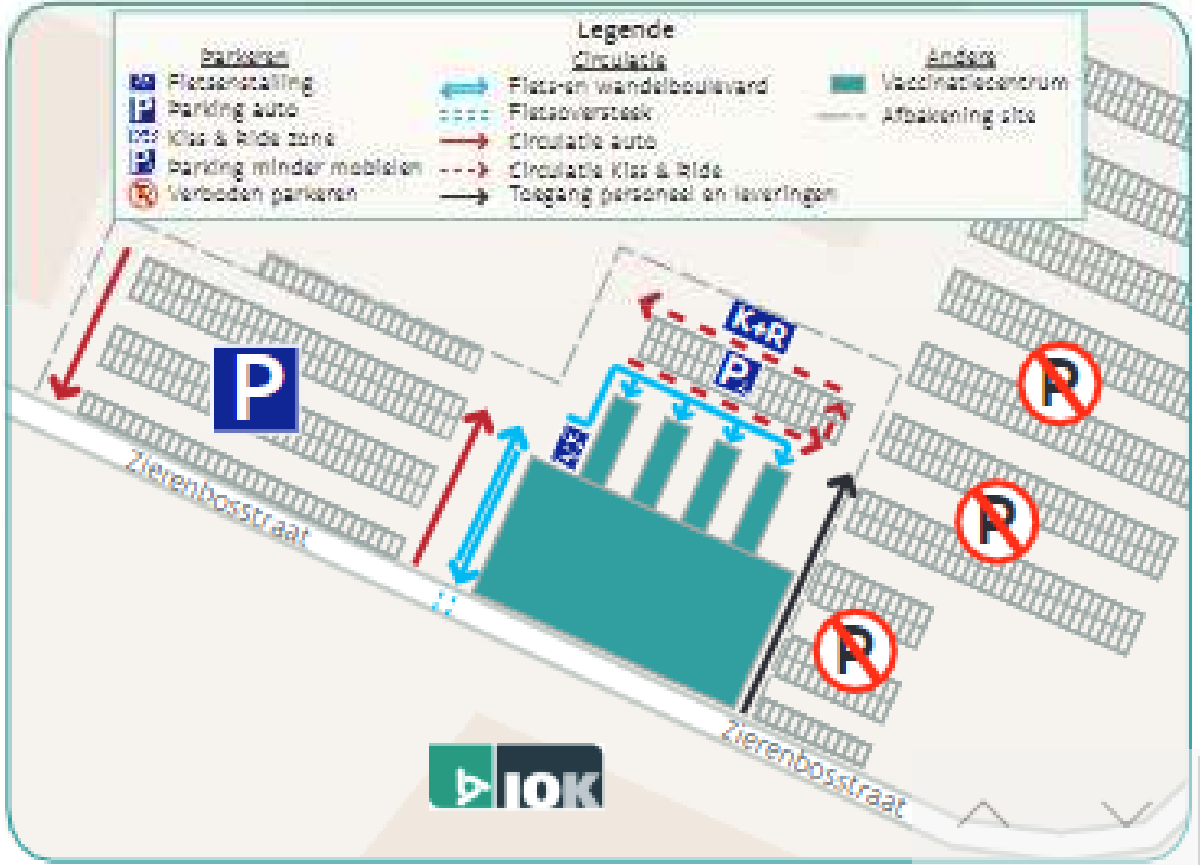 Legende
Parkeren
Fietsenstalling
P Parking auto
Kiss & Ride zone
P Parking minder mobielen
Verboden parkeren
Circulatie
Fiets-en wandelboulevard
Fietsoversteek
Circulatie auto
Circulatie Kiss & Ride
Toegang personeel en leveringen
Andere
Vaccinatiecentrum
Afbakening site
K+R
P
P
P
P
P
Zierenbosstraat
Zierenbosstraat
IOK